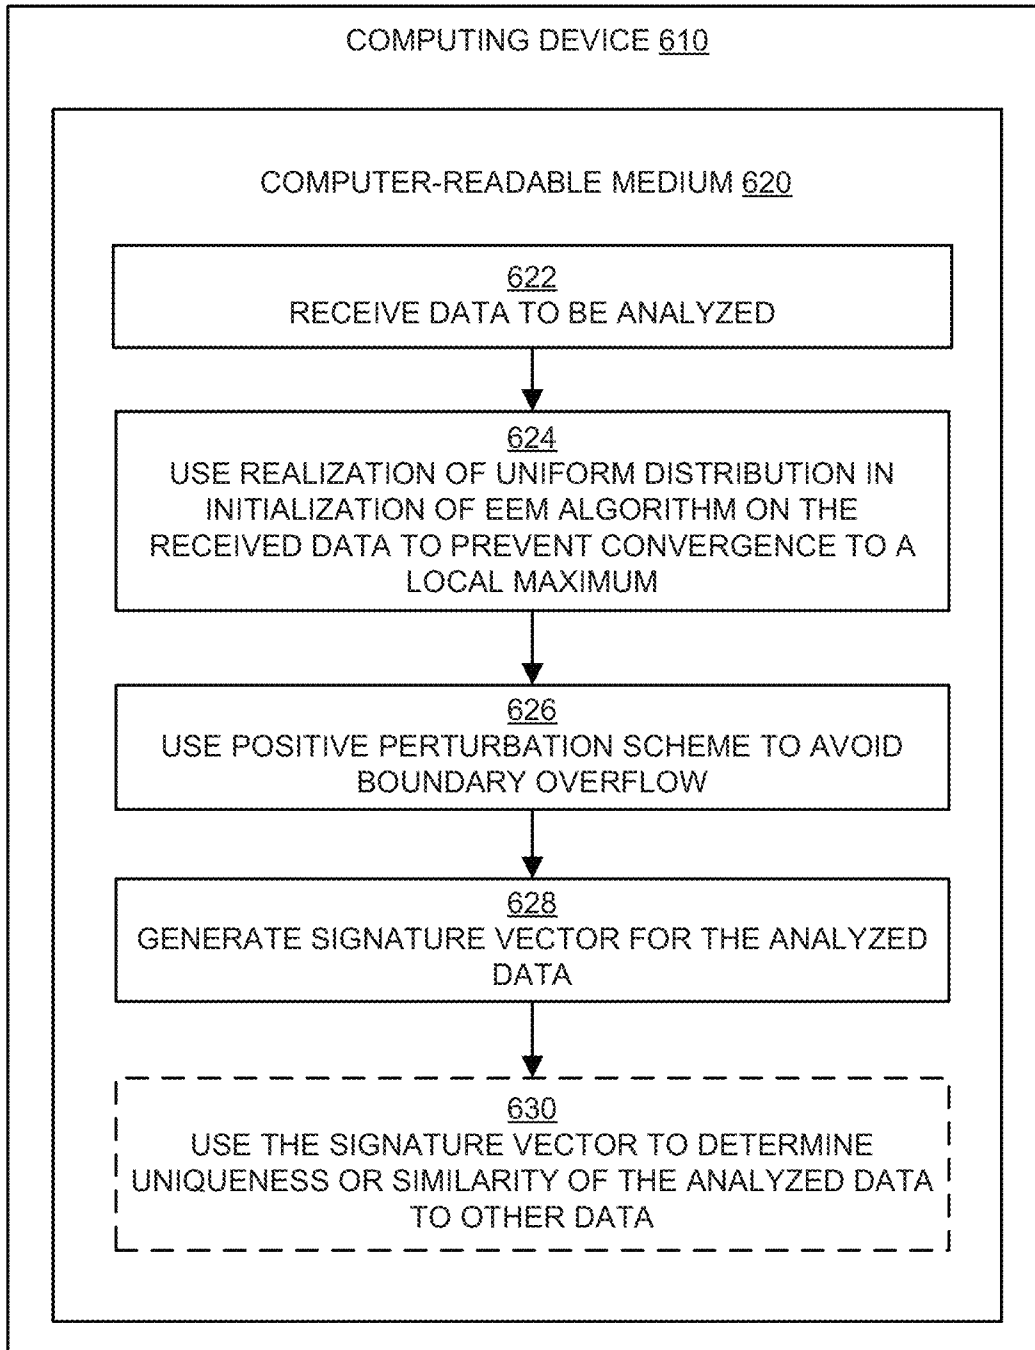 COMPUTING DEVICE 610
COMPUTER-READABLE MEDIUM 620
622
RECEIVE DATA TO BE ANALYZED
624
USE REALIZATION OF UNIFORM DISTRIBUTION IN
INITIALIZATION OF EEM ALGORITHM ON THE
RECEIVED DATA TO PREVENT CONVERGENCE TO A
LOCAL MAXIMUM
626
USE POSITIVE PERTURBATION SCHEME TO AVOID
BOUNDARY OVERFLOW
628
GENERATE SIGNATURE VECTOR FOR THE ANALYZED
DATA
630
USE THE SIGNATURE VECTOR TO DETERMINE
UNIQUENESS OR SIMILARITY OF THE ANALYZED DATA
TO OTHER DATA